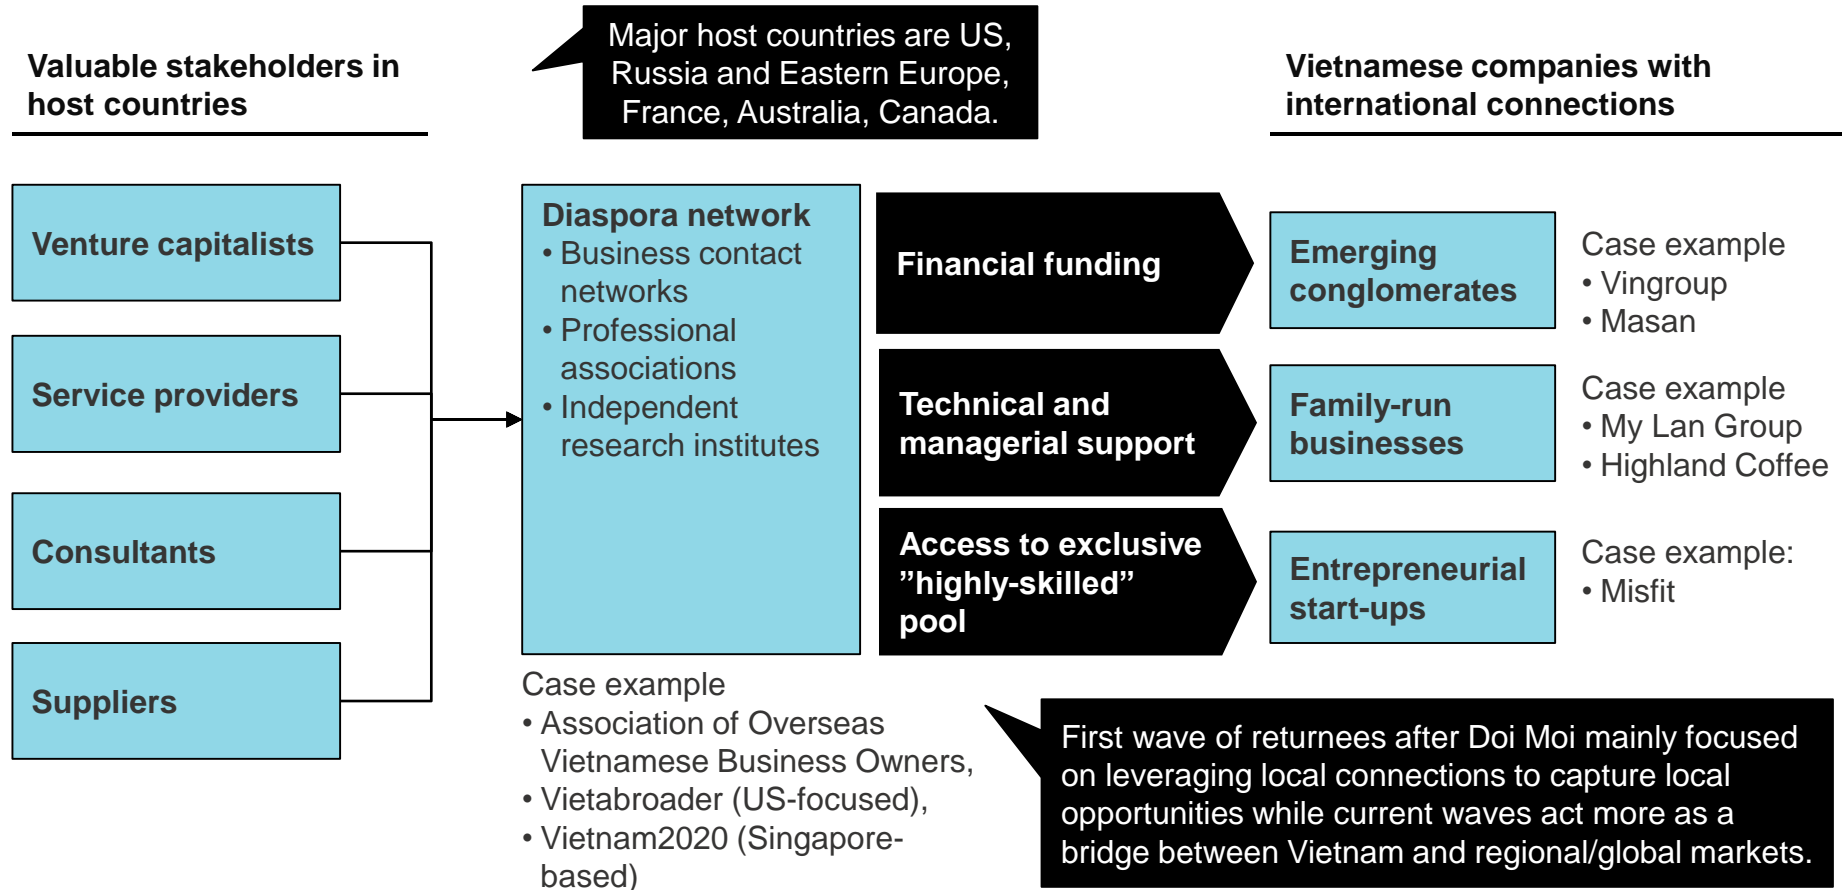 Valuable stakeholders in
host countries
Major host countries are US,
Russia and Eastern Europe,
France, Australia, Canada.
Vietnamese companies with
international connections
Venture capitalists
Service providers
Consultants
Suppliers
Diaspora network
• Business contact
networks
• Professional
associations
• Independent
research institutes
Case example
• Association of Overseas
Vietnamese Business Owners,
• Vietabroader (US-focused),
• Vietnam2020 (Singapore-
based)
Financial funding
Technical and
managerial support
Access to exclusive
”highly-skilled”
pool
Emerging
conglomerates
Case example
• Vingroup
• Masan
Family-run
businesses
Case example
• My Lan Group
• Highland Coffee
Entrepreneurial
start-ups
Case example:
• Misfit
First wave of returnees after Doi Moi mainly focused
on leveraging local connections to capture local
opportunities while current waves act more as a
bridge between Vietnam and regional/global markets.